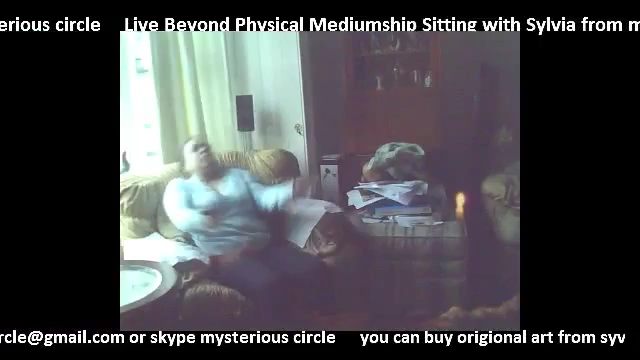 erious circle Live Beyond Physical Mediumship Sitting with Sylvia from m
rcle@gmail.com or skype mysterious circle you can buy origional art from syv